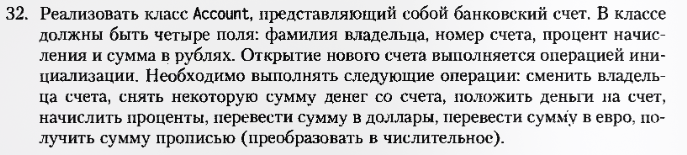 32. Реализовать класс Account, представляющий собой банковский счет. В классе
должны быть четыре поля: фамилия владельца, номер счета, процент начис-
ления и сумма в рублях. Открытие нового счета выполняется операцией ини-
циализации. Необходимо выполнять следующие операции: сменить владель-
ца счета, снять некоторую сумму денег со счета, положить деньги на счет,
начислить проценты, перевести сумму в доллары, перевести сумму в евро, по-
лучить сумму прописью (преобразовать в числительное).